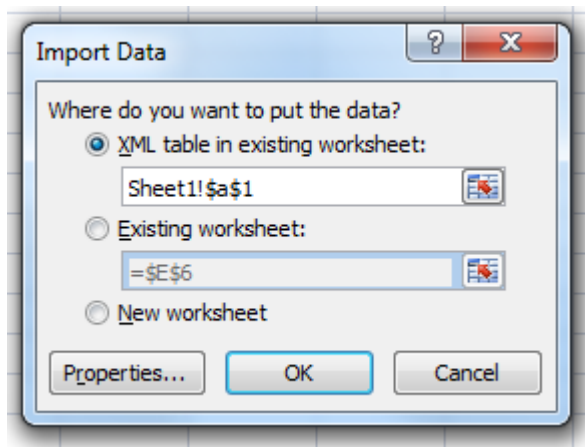 Import Data
?
X
Where do you want to put the data?
XML table in existing worksheet:
Sheet1!$a$1
Existing worksheet:
=$E$6
New worksheet
Properties...
OK
Cancel